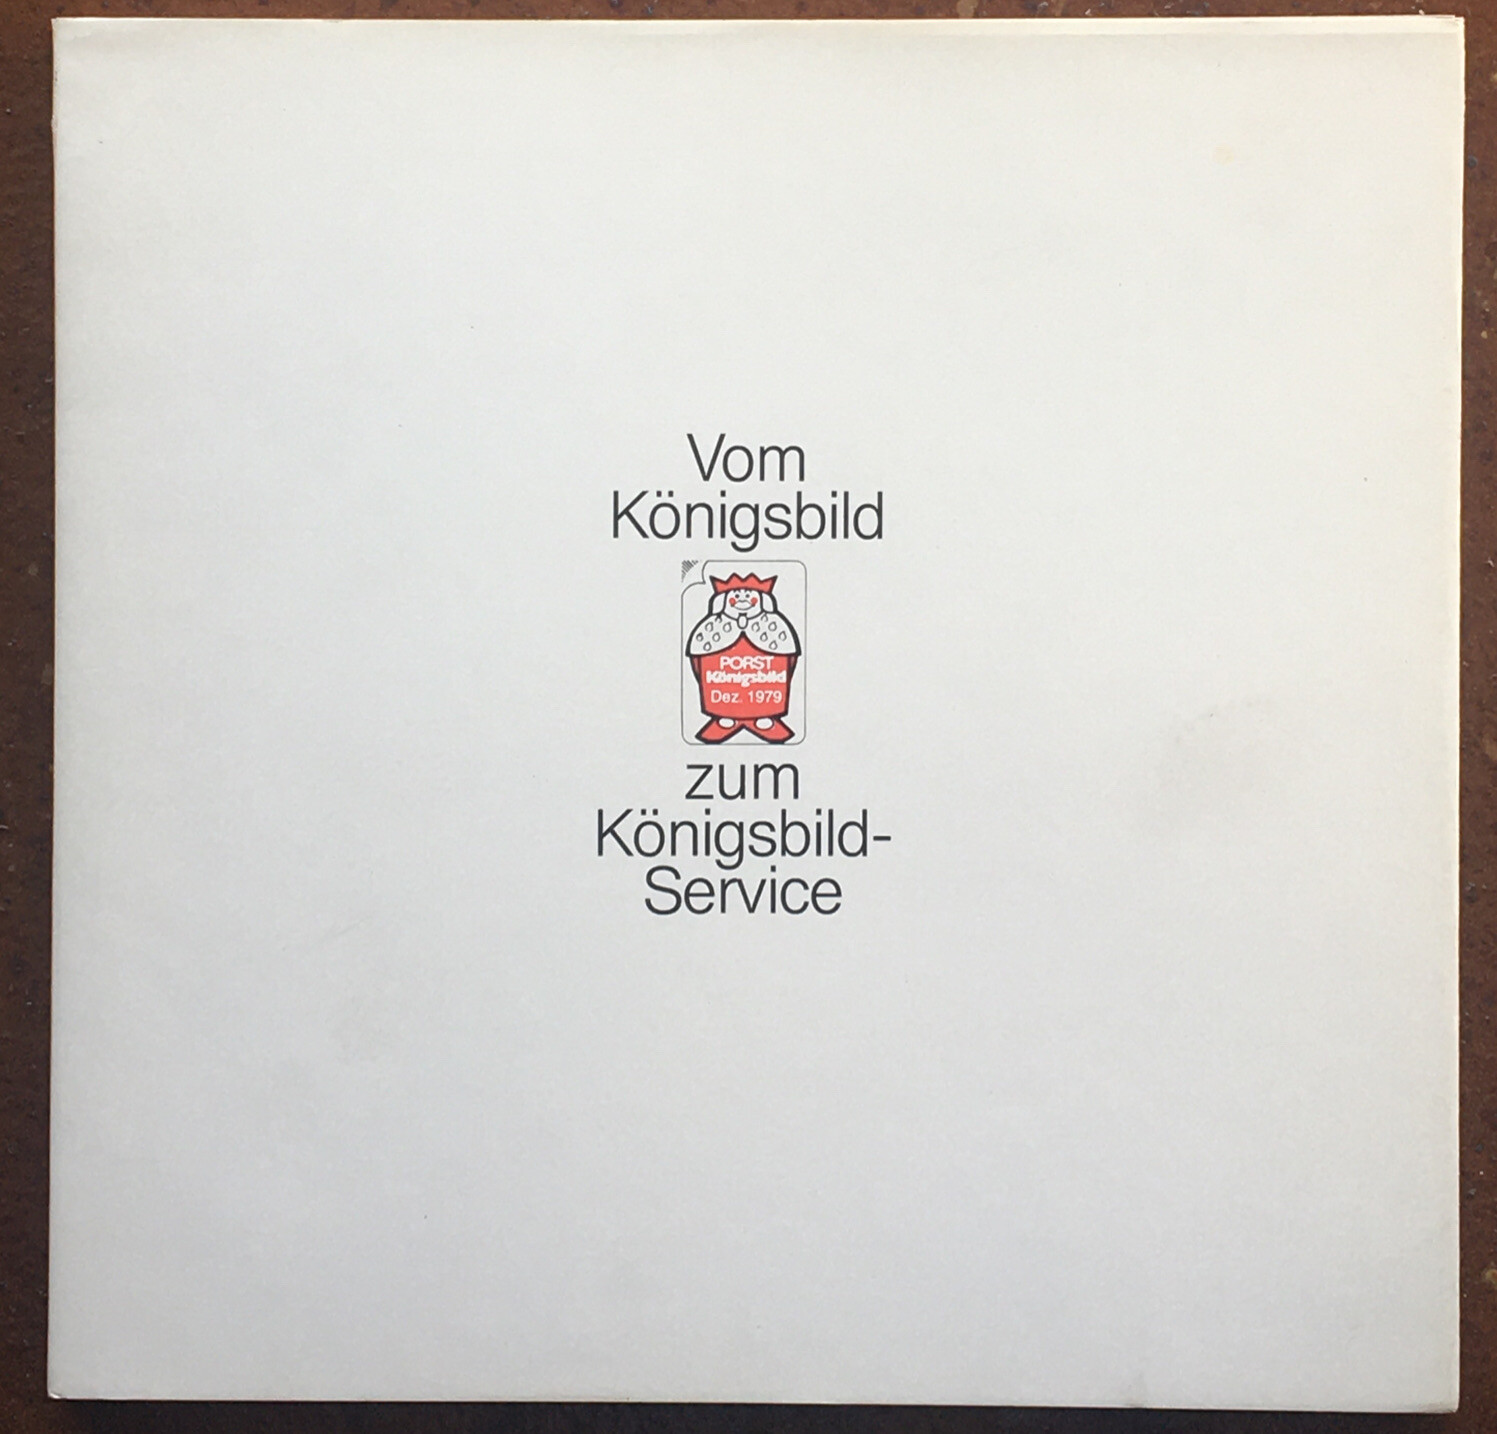 Vom
Königsbild
PORST
Königsbild
Dez. 1979
zum
Königsbild-
Service